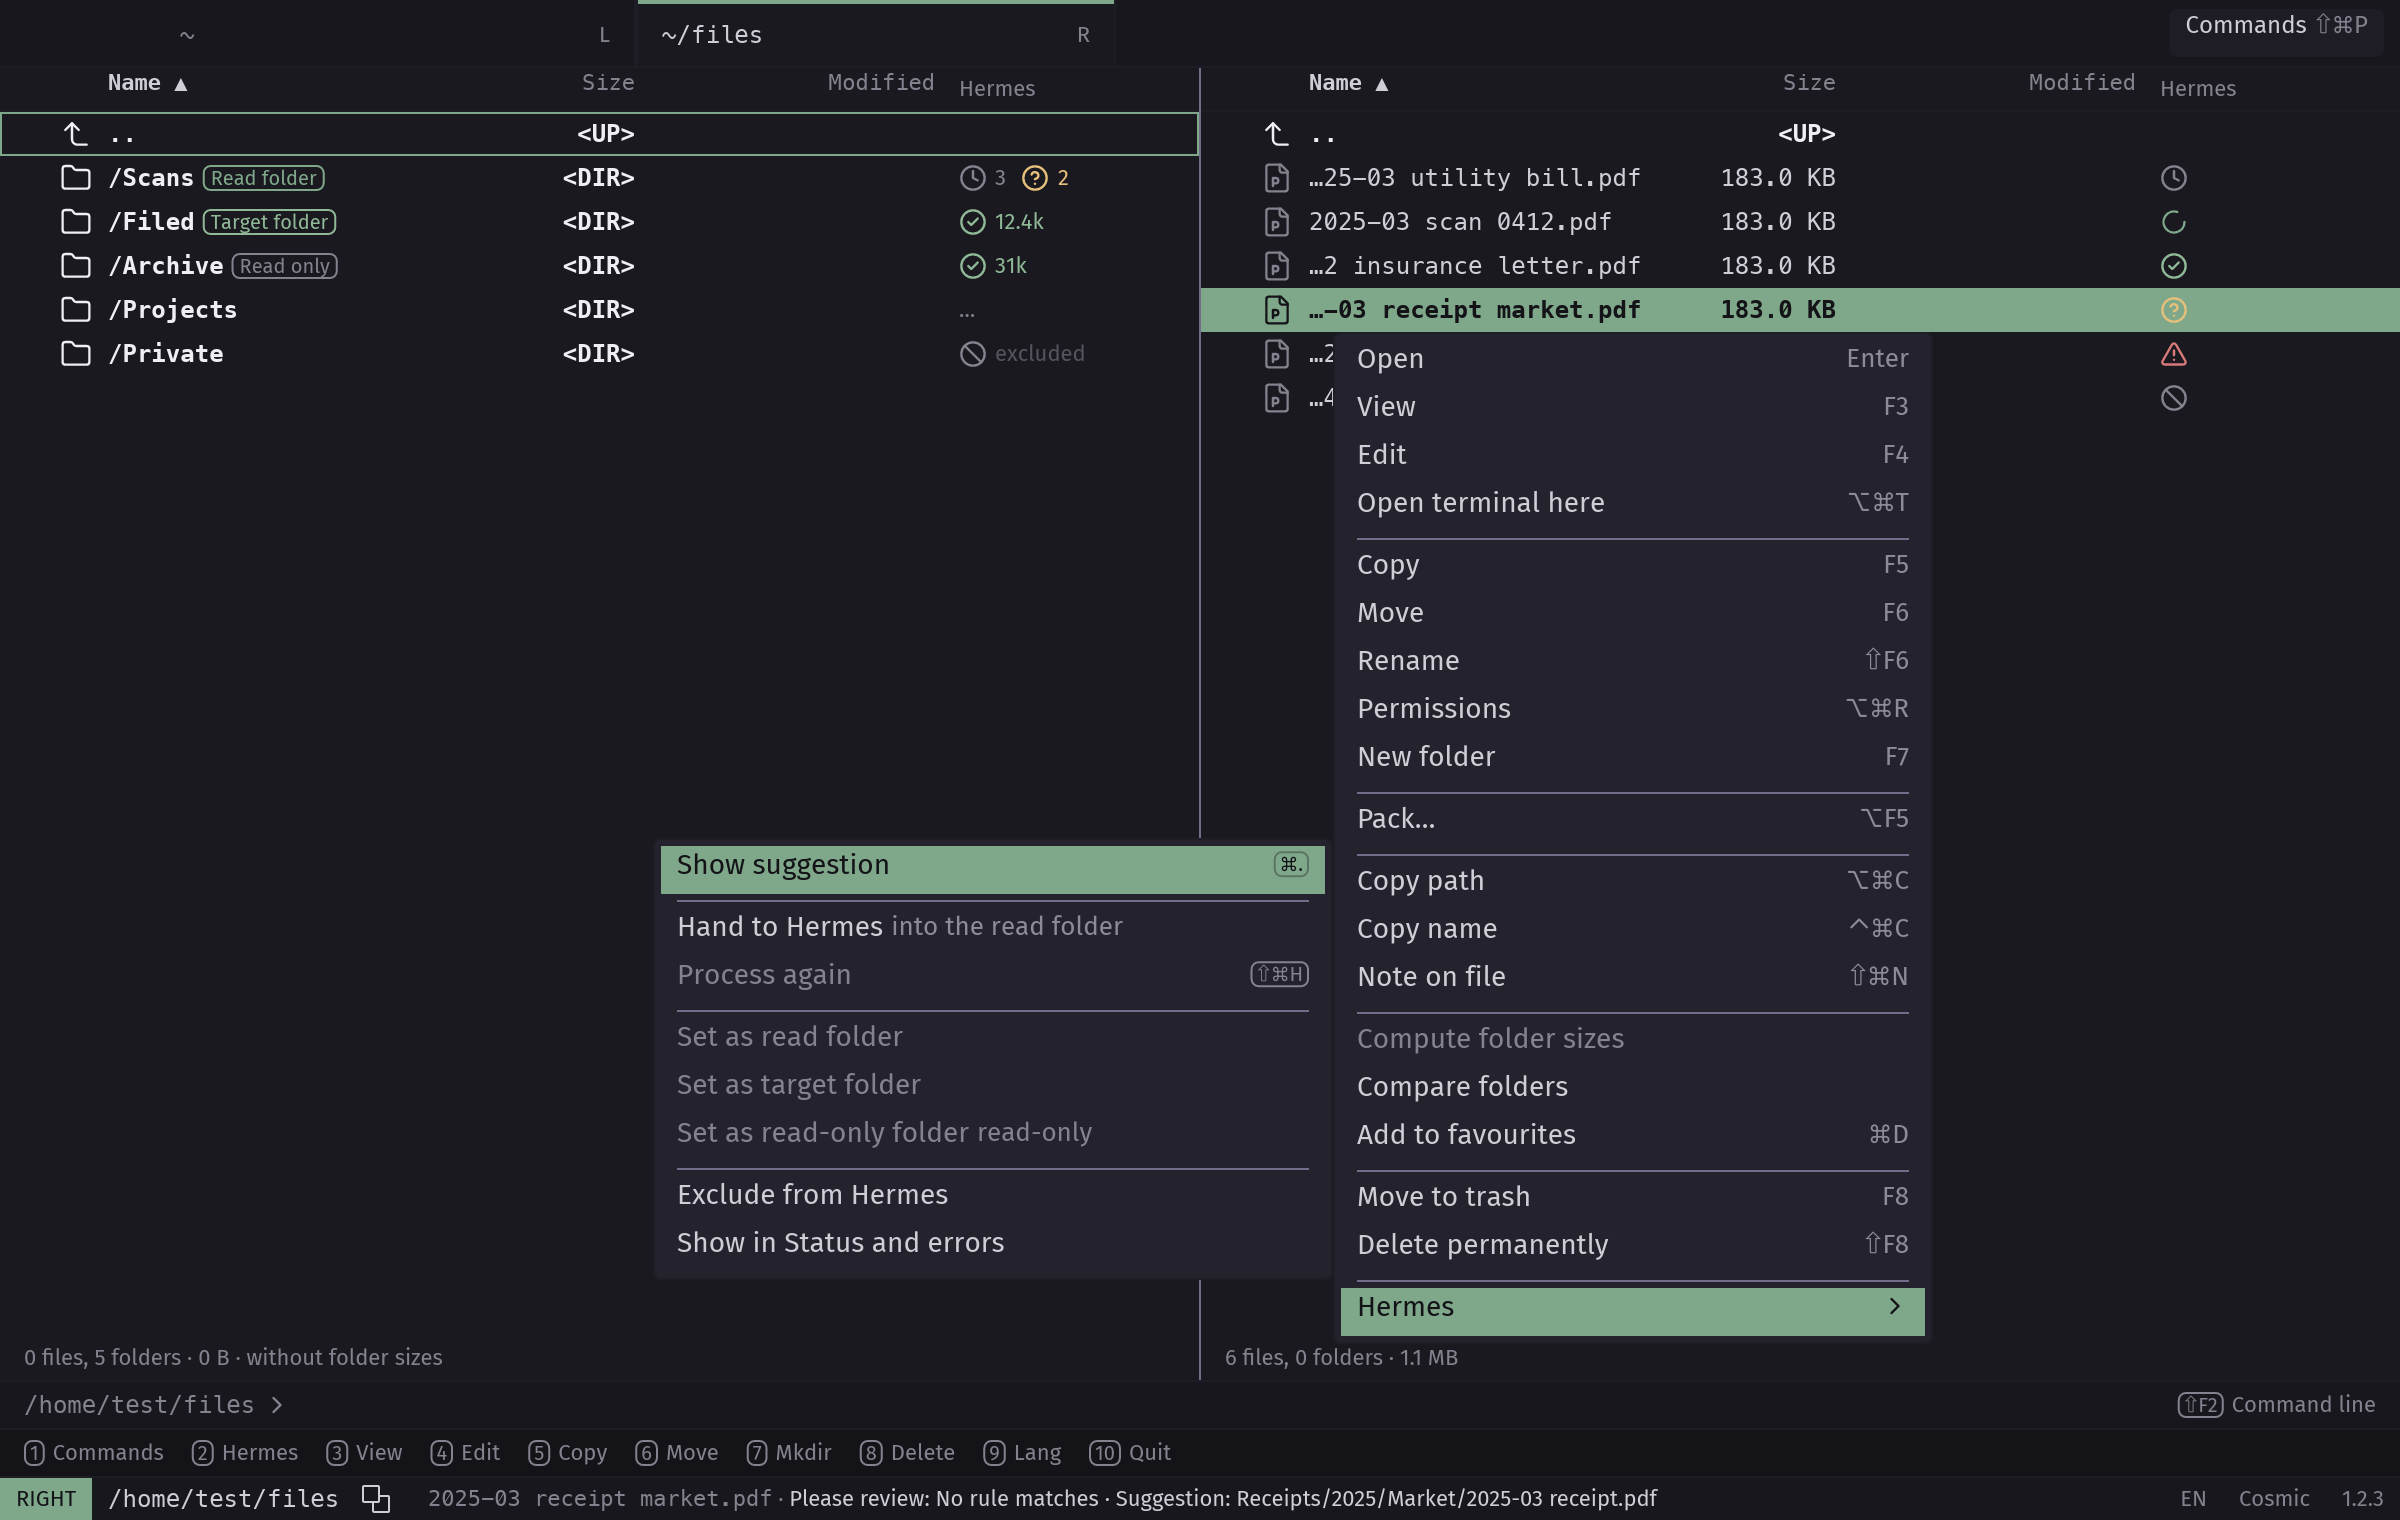 ~ L ~/files R Commands ⇧⌘P
Name ▲ Size Modified Hermes
.. <UP>
/Scans Read folder <DIR> 3 2
/Filed Target folder <DIR> 12.4k
/Archive Read only <DIR> 31k
/Projects <DIR> …
/Private <DIR> excluded
Name ▲ Size Modified Hermes
.. <UP>
…25-03 utility bill.pdf 183.0 KB
2025-03 scan 0412.pdf 183.0 KB
…2 insurance letter.pdf 183.0 KB
…-03 receipt market.pdf 183.0 KB
…2
…4
Open Enter
View F3
Edit F4
Open terminal here ⌥⌘T
Copy F5
Move F6
Rename ⇧F6
Permissions ⌥⌘R
New folder F7
Pack… ⌥F5
Copy path ⌥⌘C
Copy name ^⌘C
Note on file ⇧⌘N
Compute folder sizes
Compare folders
Add to favourites ⌘D
Move to trash F8
Delete permanently ⇧F8
Hermes
Show suggestion ⌘.
Hand to Hermes into the read folder
Process again ⇧⌘H
Set as read folder
Set as target folder
Set as read-only folder read-only
Exclude from Hermes
Show in Status and errors
0 files, 5 folders · 0 B · without folder sizes
6 files, 0 folders · 1.1 MB
/home/test/files > ⇧F2 Command line
1 Commands 2 Hermes 3 View 4 Edit 5 Copy 6 Move 7 Mkdir 8 Delete 9 Lang 10 Quit
RIGHT /home/test/files 2025-03 receipt market.pdf · Please review: No rule matches · Suggestion: Receipts/2025/Market/2025-03 receipt.pdf EN Cosmic 1.2.3